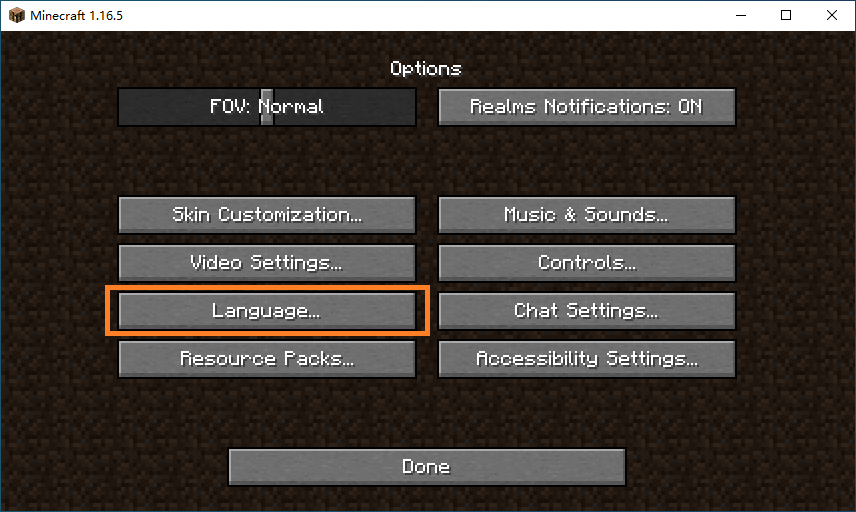 Minecraft 1.16.5
Options
FOV: Normal
Realms Notifications: ON
Skin Customization...
Music & Sounds...
Video Settings...
Controls...
Language...
Chat Settings...
Resource Packs...
Accessibility Settings...
Done